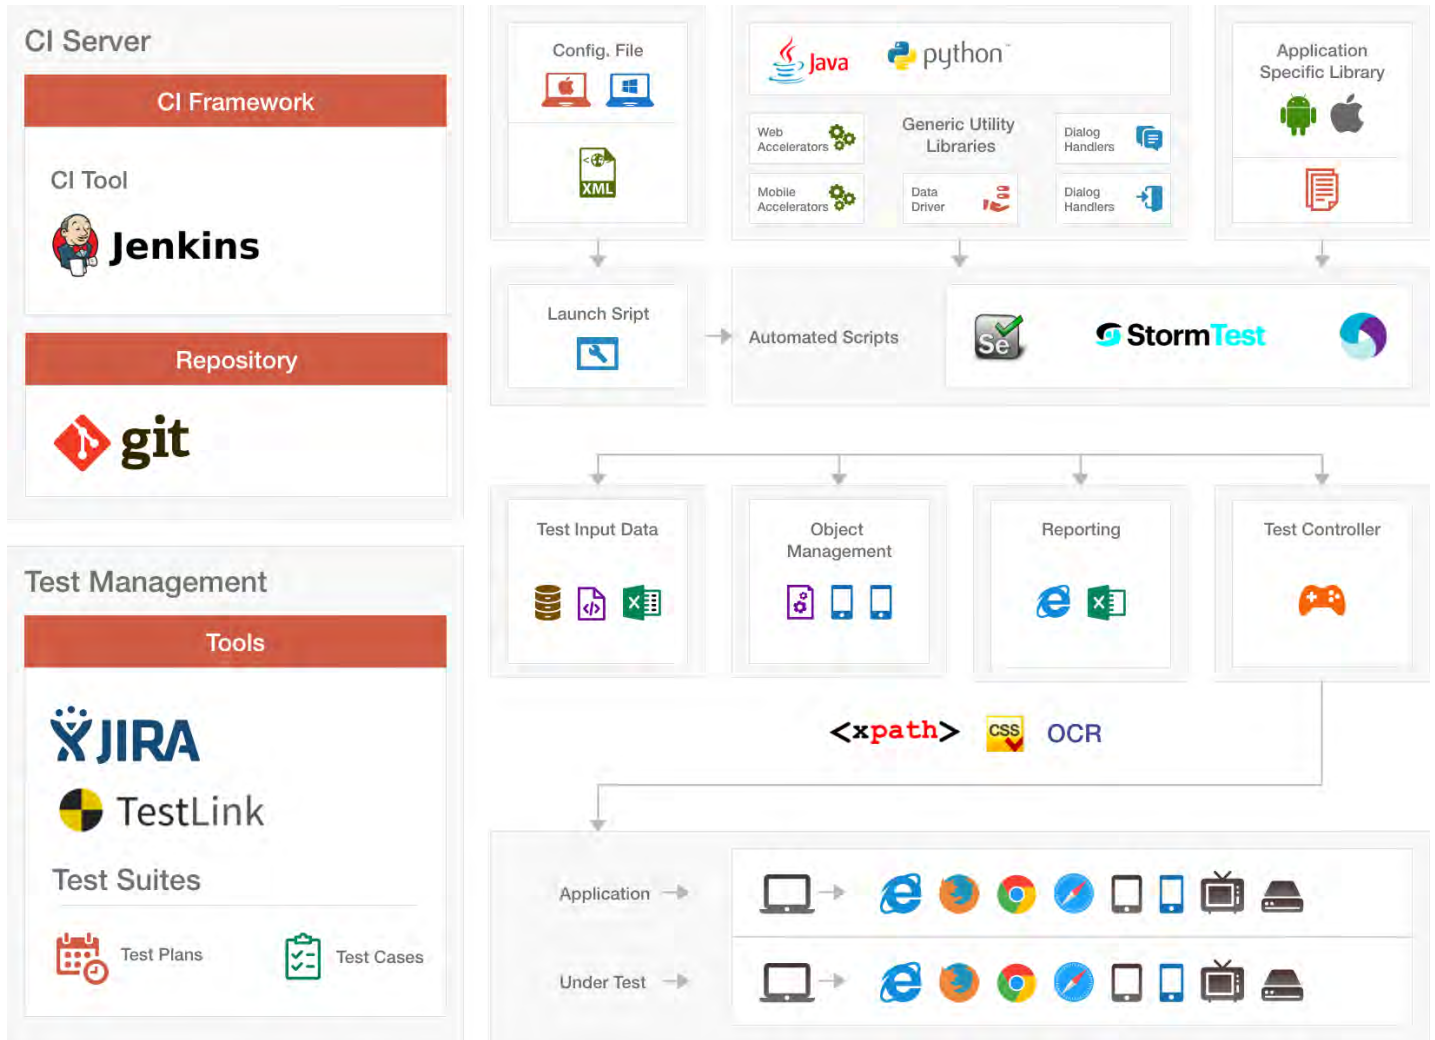 CI Server
CI Framework
CI Tool
Jenkins
Repository
git
Test Management
Tools
JIRA
TestLink
Test Suites
Test Plans
Test Cases
Config. File
XML
Java
python
Web
Accelerators
Mobile
Accelerators
Generic Utility
Libraries
Data
Driver
Dialog
Handlers
Dialog
Handlers
Application
Specific Library
Launch Sript
Automated Scripts
Se
StormTest
Test Input Data
Object
Management
Reporting
Test Controller
<xpath>
CSS
OCR
Application
Under Test